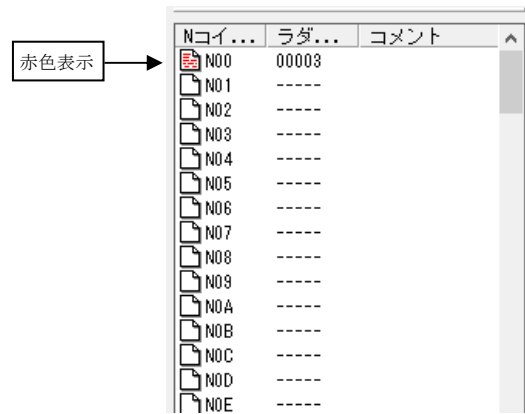 Nコイ... ラダ... コメント
赤色表示
N00 00003
N01 -----
N02 -----
N03 -----
N04 -----
N05 -----
N06 -----
N07 -----
N08 -----
N09 -----
N0A -----
N0B -----
N0C -----
N0D -----
N0E -----